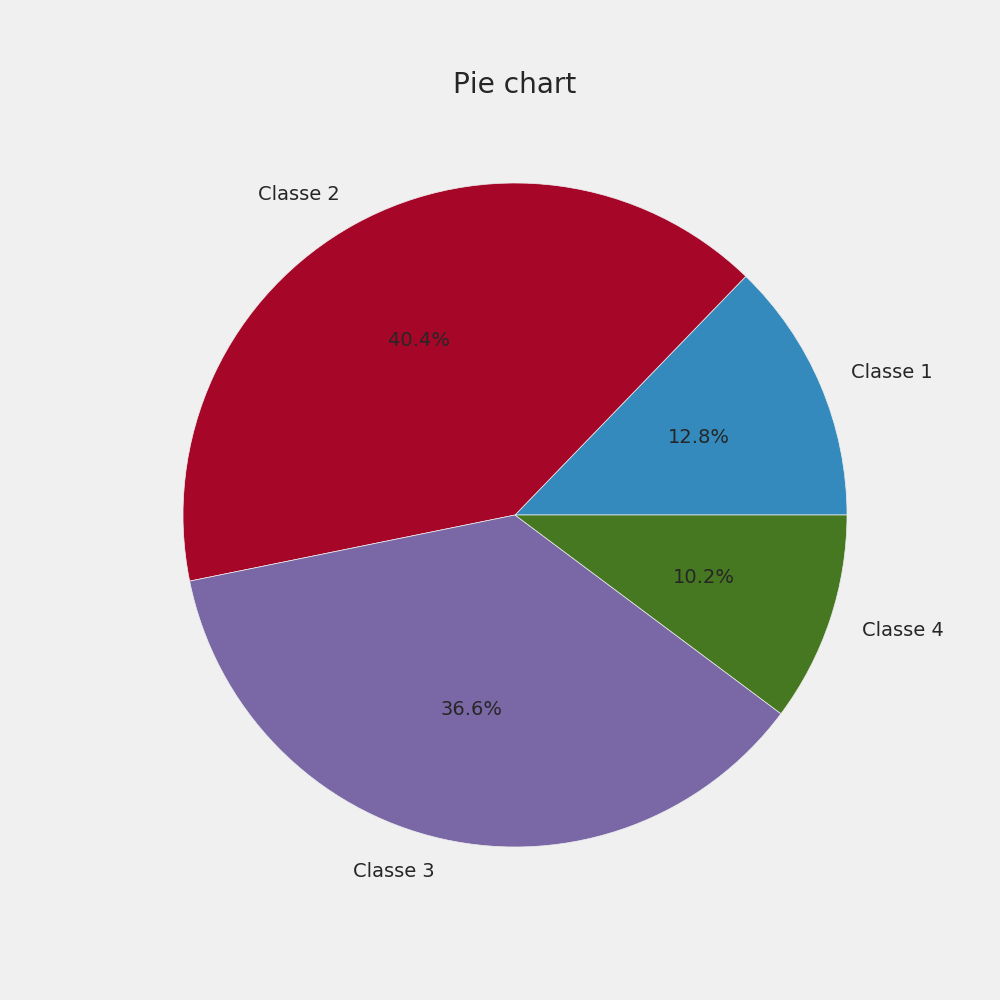 Pie chart
Classe 2
40.4%
Classe 1
12.8%
10.2%
Classe 4
36.6%
Classe 3